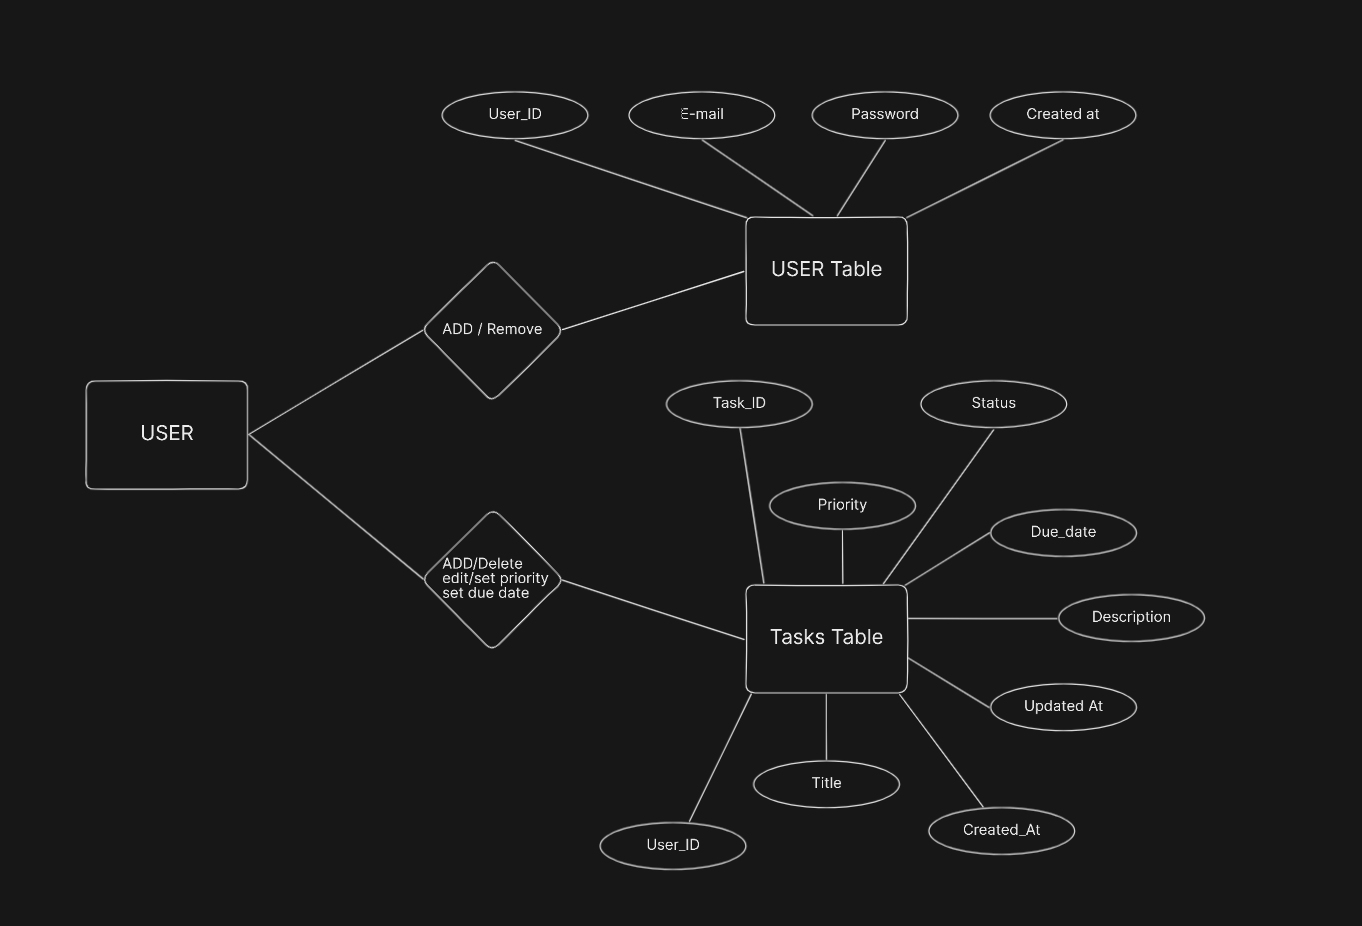 User_ID
E-mail
Password
Created at
USER Table
ADD / Remove
USER
Task_ID
Status
Priority
Due_date
ADD/Delete
edit/set priority
set due date
Description
Tasks Table
Updated At
Title
Created_At
User_ID